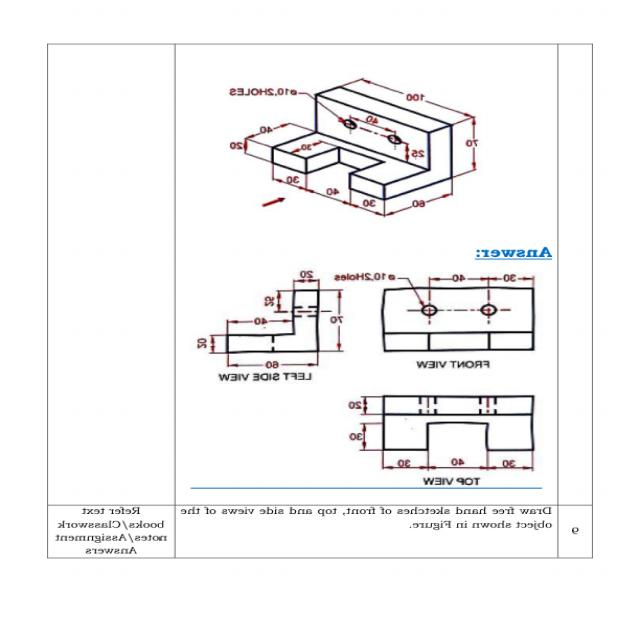 100
ø10,2HOLES
40
40
70
25
30
20
30
40
30
60
Answer:
30
40
ø10,2Holes
20
25
70
40
20
60
FRONT VIEW
LEFT SIDE VIEW
20
30
30
40
30
TOP VIEW
9
Draw free hand sketches of front, top and side views of the
object shown in Figure.
Refer text
books/Classwork
notes/Assignment
Answers